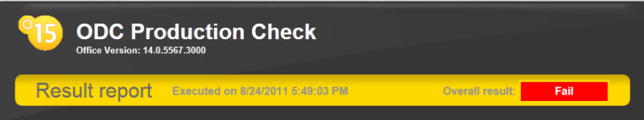 15
ODC Production Check
Office Version: 14.0.5567.3000
Result report Executed on 8/24/2011 5:49:03 PM Overall result: Fail